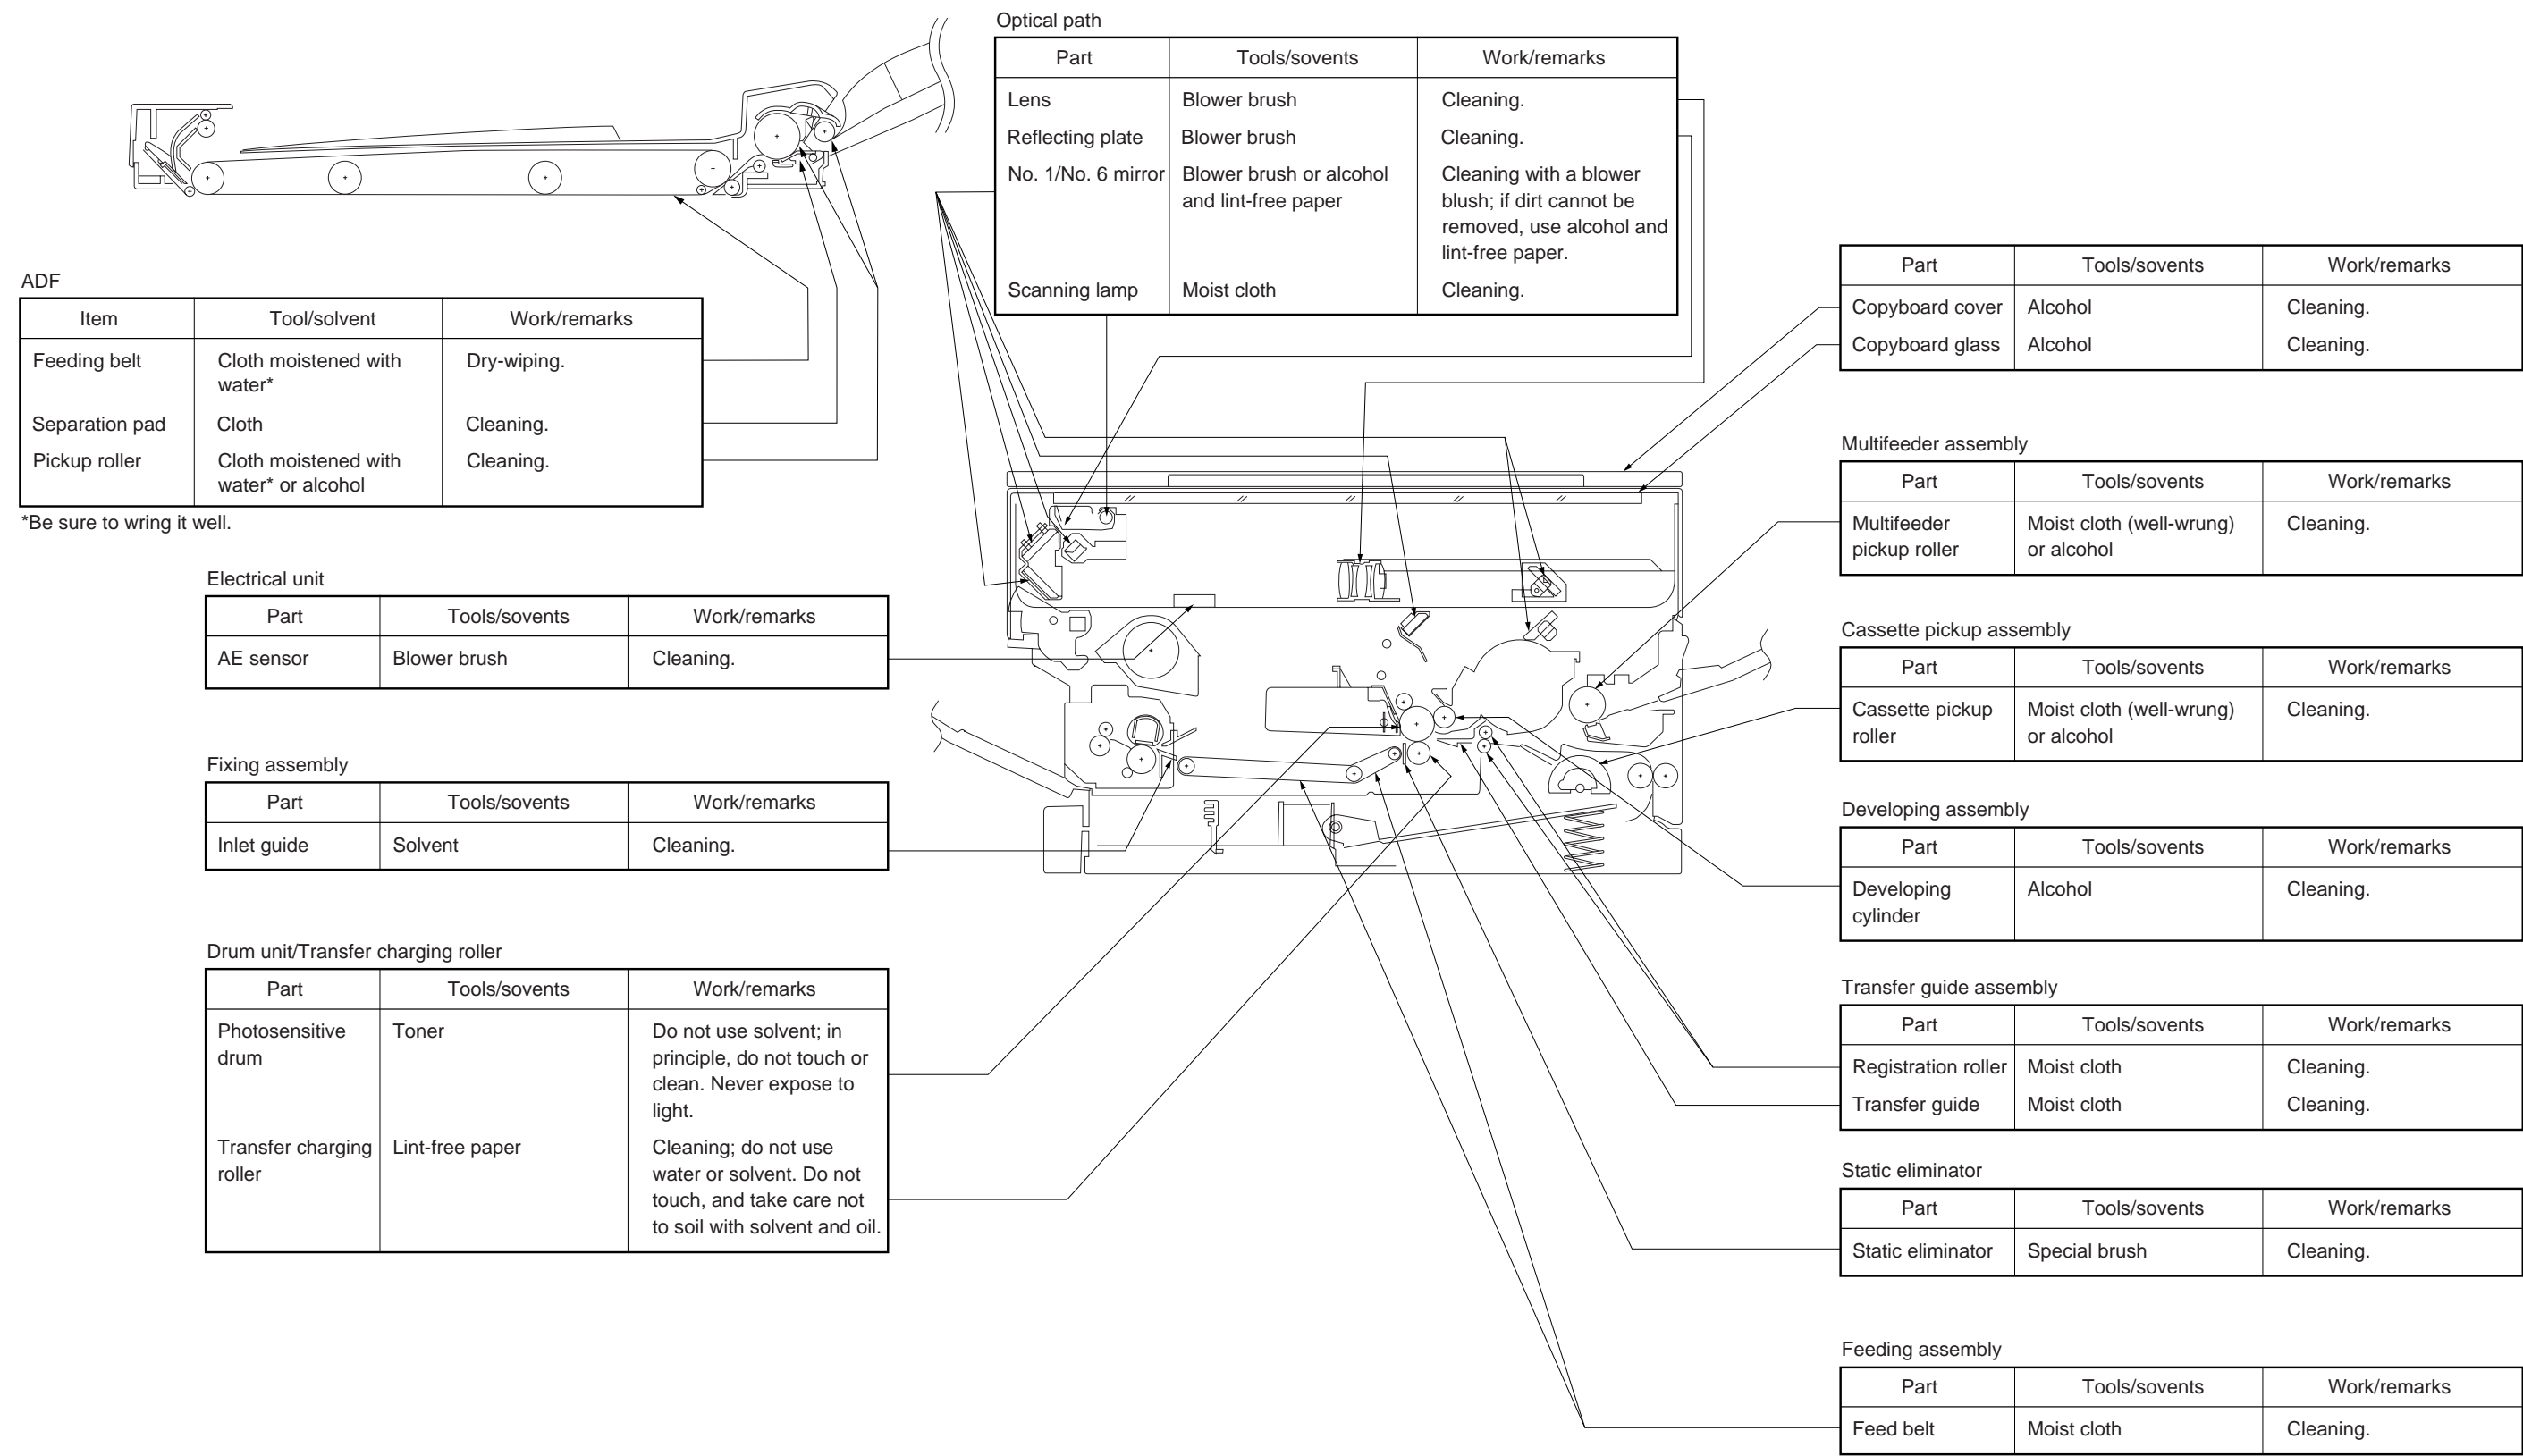 Optical path
Part Tools/sovents Work/remarks
Lens Blower brush Cleaning.
Reflecting plate Blower brush Cleaning.
No. 1/No. 6 mirror Blower brush or alcohol Cleaning with a blower
and lint-free paper blush; if dirt cannot be
removed, use alcohol and
lint-free paper.
Scanning lamp Moist cloth Cleaning.
ADF
Item Tool/solvent Work/remarks
Feeding belt Cloth moistened with Dry-wiping.
water*
Separation pad Cloth Cleaning.
Pickup roller Cloth moistened with Cleaning.
water* or alcohol
*Be sure to wring it well.
Electrical unit
Part Tools/sovents Work/remarks
AE sensor Blower brush Cleaning.
Fixing assembly
Part Tools/sovents Work/remarks
Inlet guide Solvent Cleaning.
Drum unit/Transfer charging roller
Part Tools/sovents Work/remarks
Photosensitive Toner Do not use solvent; in
drum principle, do not touch or
clean. Never expose to
light.
Transfer charging Lint-free paper Cleaning; do not use
roller water or solvent. Do not
touch, and take care not
to soil with solvent and oil.
Part Tools/sovents Work/remarks
Copyboard cover Alcohol Cleaning.
Copyboard glass Alcohol Cleaning.
Multifeeder assembly
Part Tools/sovents Work/remarks
Multifeeder Moist cloth (well-wrung) Cleaning.
pickup roller or alcohol
Cassette pickup assembly
Part Tools/sovents Work/remarks
Cassette pickup Moist cloth (well-wrung) Cleaning.
roller or alcohol
Developing assembly
Part Tools/sovents Work/remarks
Developing Alcohol Cleaning.
cylinder
Transfer guide assembly
Part Tools/sovents Work/remarks
Registration roller Moist cloth Cleaning.
Transfer guide Moist cloth Cleaning.
Static eliminator
Part Tools/sovents Work/remarks
Static eliminator Special brush Cleaning.
Feeding assembly
Part Tools/sovents Work/remarks
Feed belt Moist cloth Cleaning.